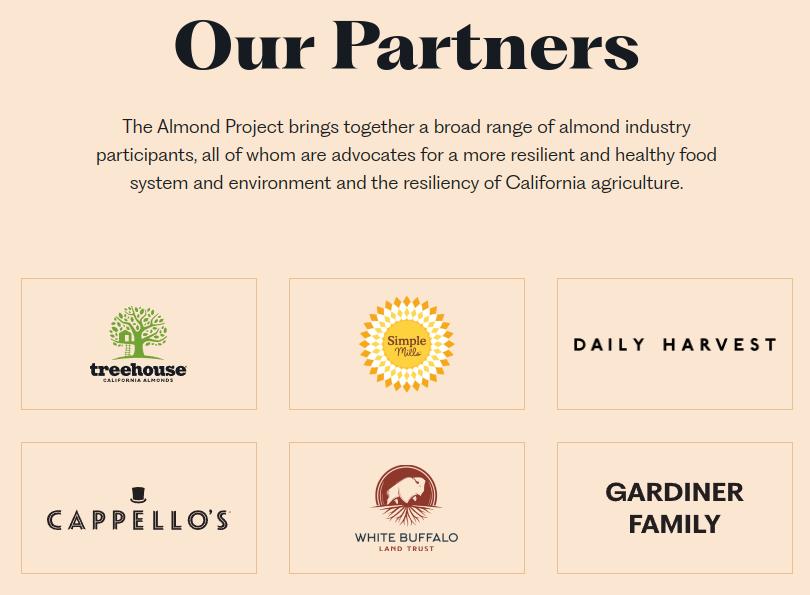 Our Partners
The Almond Project brings together a broad range of almond industry
participants, all of whom are advocates for a more resilient and healthy food
system and environment and the resiliency of California agriculture.
treehouse
CALIFORNIA ALMONDS
Simple
Mills
DAILY HARVEST
CAPPELLO'S
WHITE BUFFALO
LAND TRUST
GARDINER
FAMILY